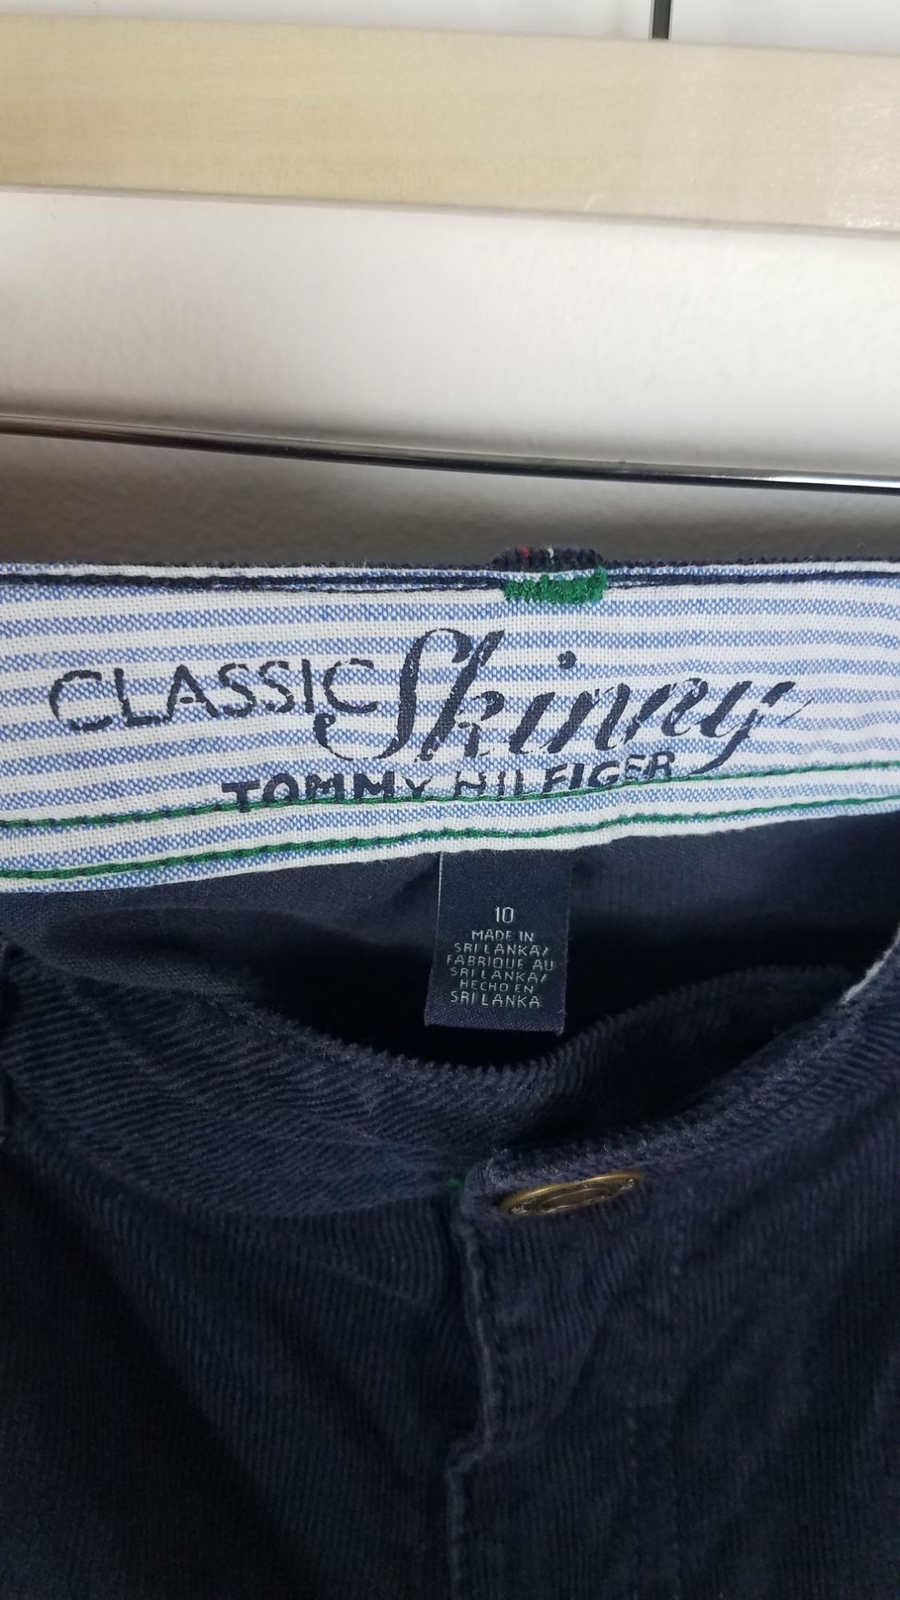 CLASSIC Skinny
TOMMY HILFIGER
10
MADE IN
SRI LANKA/
FABRIQUE AU
SRI LANKA/
HECHO EN
SRI LANKA